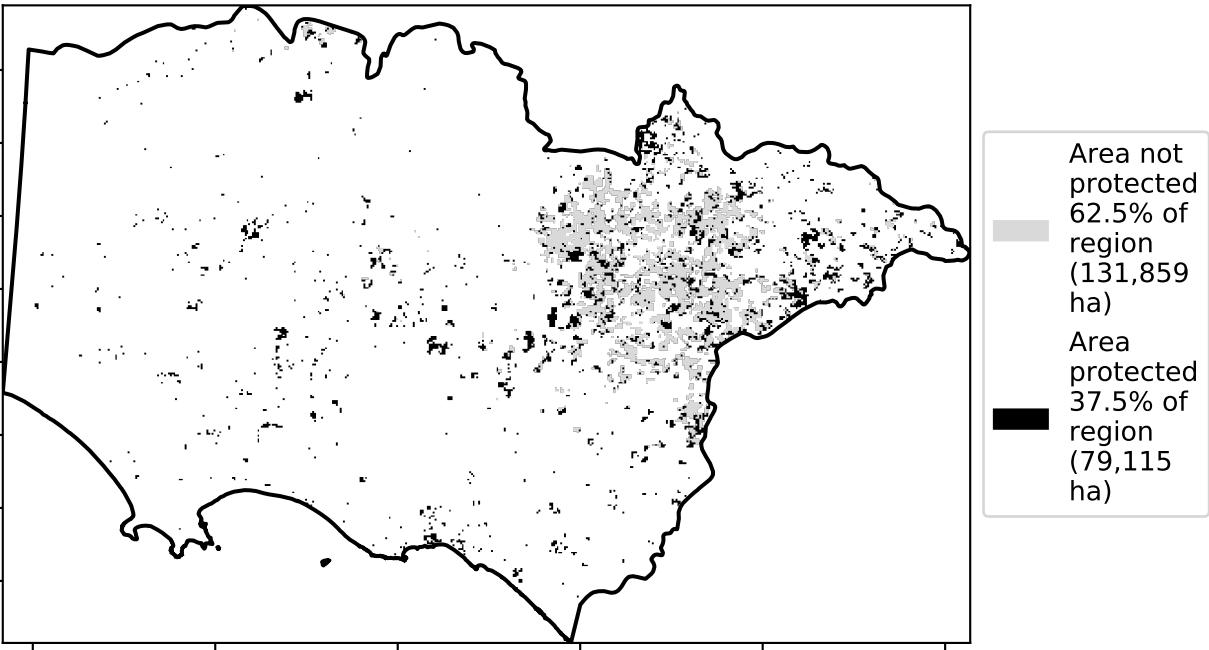 Area not
protected
62.5% of
region
(131,859
ha)
Area
protected
37.5% of
region
(79,115
ha)